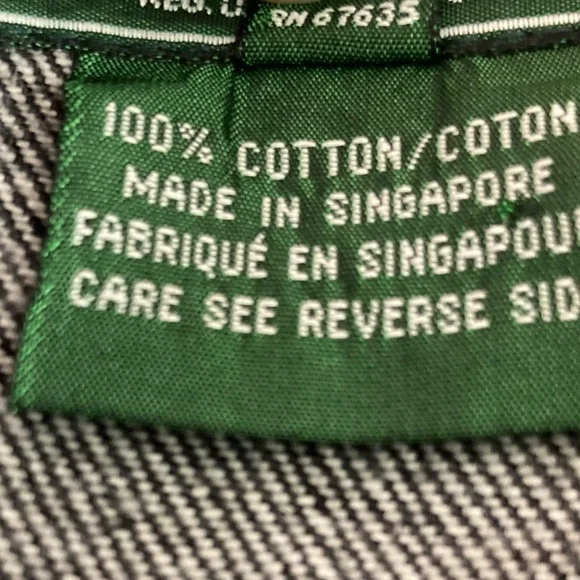 RN 67635
100% COTTON/COTON
MADE IN SINGAPORE
FABRIQUÉ EN SINGAPOU
CARE SEE REVERSE SID